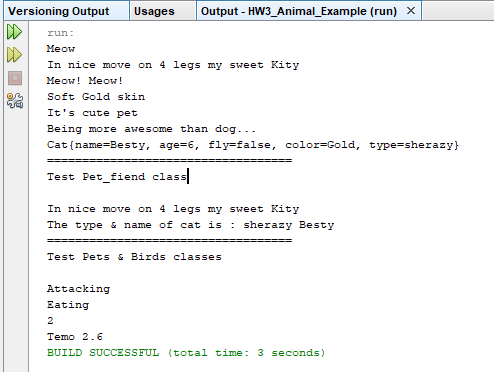 Versioning Output Usages Output - HW3_Animal_Example (run) ×
run:
Meow
In nice move on 4 legs my sweet Kity
Meow! Meow!
Soft Gold skin
It's cute pet
Being more awesome than dog...
Cat{name=Besty, age=6, fly=false, color=Gold, type=sherazy}
===================================
Test Pet_fiend class
In nice move on 4 legs my sweet Kity
The type & name of cat is : sherazy Besty
===================================
Test Pets & Birds classes
Attacking
Eating
2
Temo 2.6
BUILD SUCCESSFUL (total time: 3 seconds)